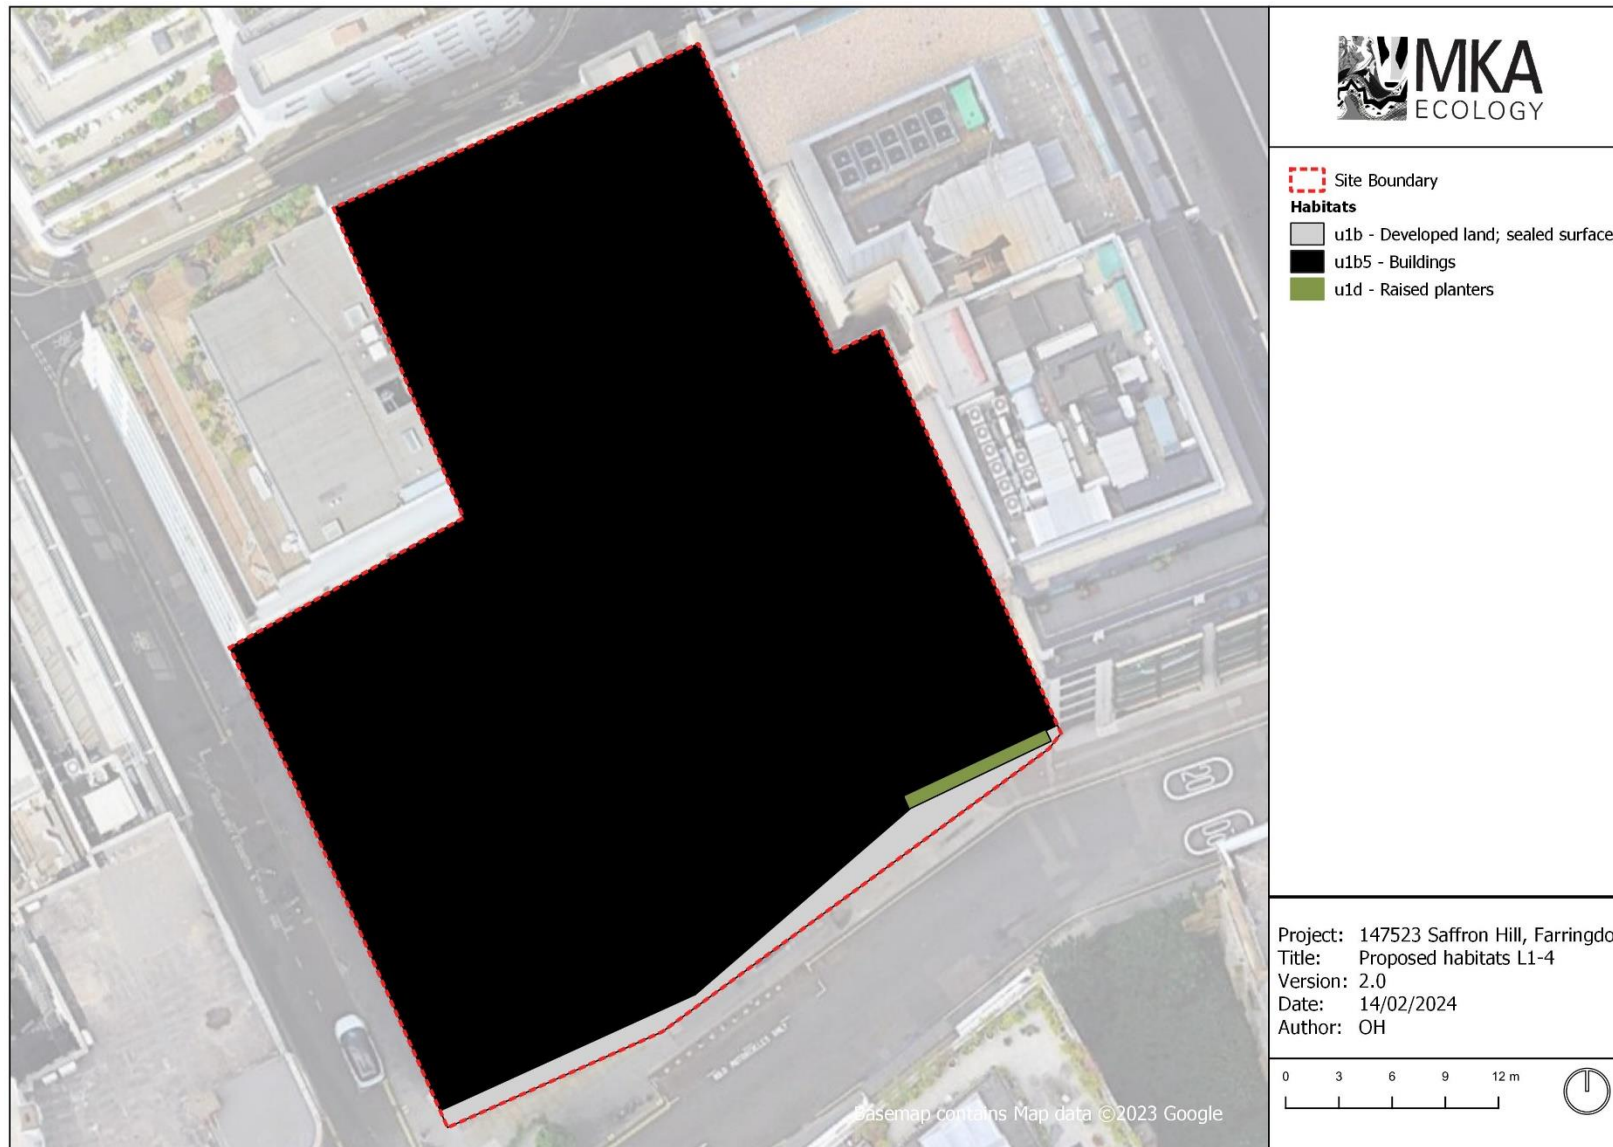 MKA
ECOLOGY
Site Boundary
Habitats
u1b - Developed land; sealed surface
u1b5 - Buildings
u1d - Raised planters
20
Project: 147523 Saffron Hill, Farringdo
Title: Proposed habitats L1-4
Version: 2.0
Date: 14/02/2024
Author: OH
0 3 6 9 12 m
Basemap contains Map data ©2023 Google